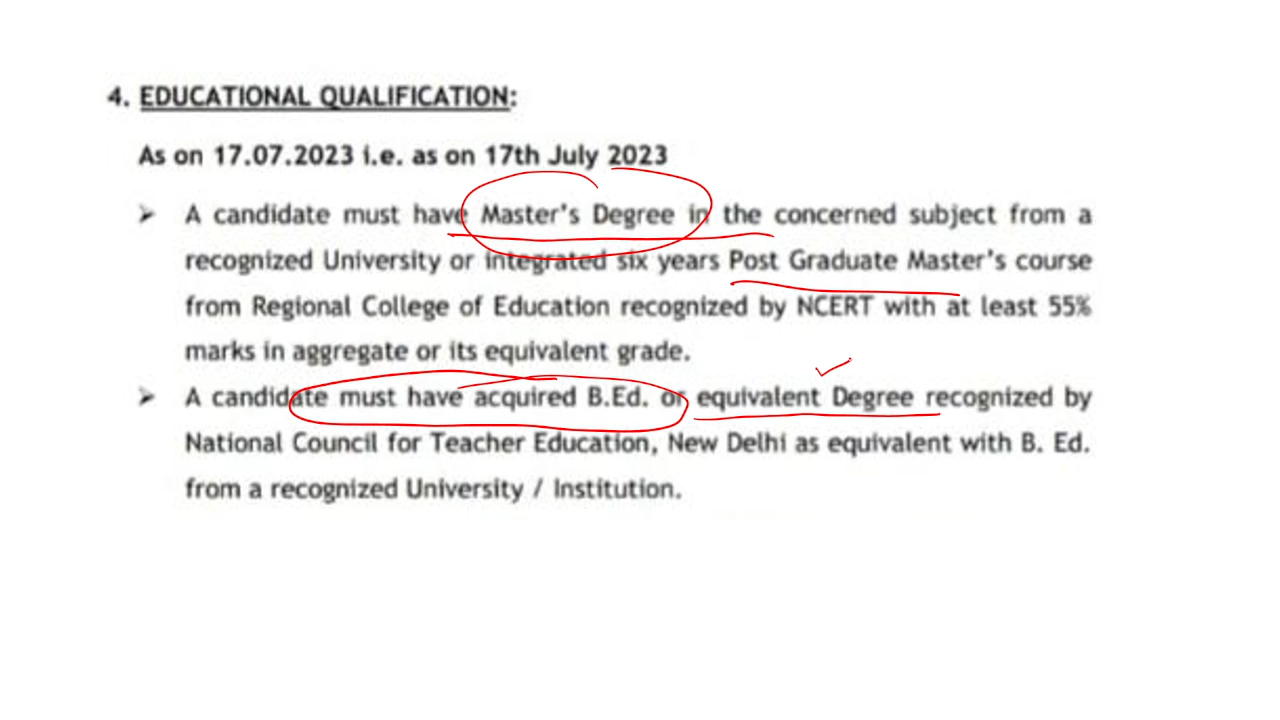 4. EDUCATIONAL QUALIFICATION:
As on 17.07.2023 i.e. as on 17th July 2023
➢ A candidate must have Master's Degree in the concerned subject from a
recognized University or integrated six years Post Graduate Master's course
from Regional College of Education recognized by NCERT with at least 55%
marks in aggregate or its equivalent grade.
➢ A candidate must have acquired B.Ed. or equivalent Degree recognized by
National Council for Teacher Education, New Delhi as equivalent with B. Ed.
from a recognized University / Institution.